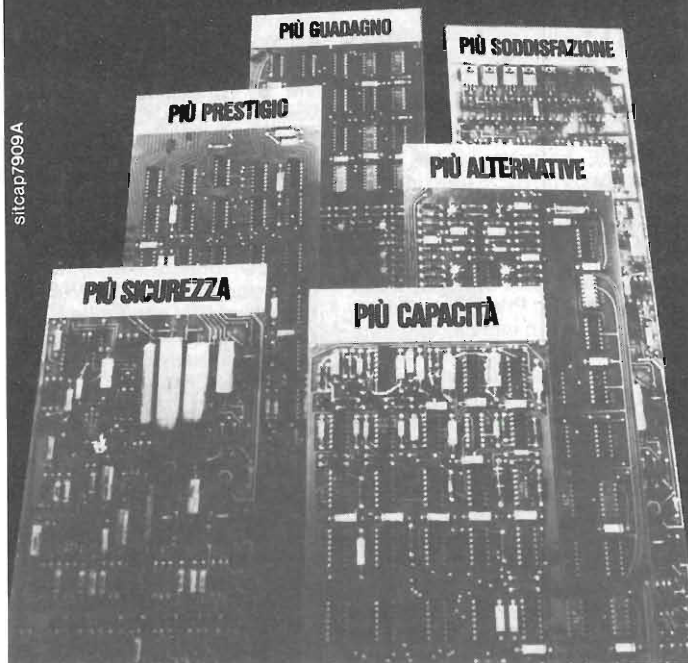 PIÙ GUADAGNO
PIÙ SODDISFAZIONE
PIÙ PRESTIGIO
PIÙ ALTERNATIVE
PIÙ SICUREZZA
PIÙ CAPACITÀ
sitcap7909A